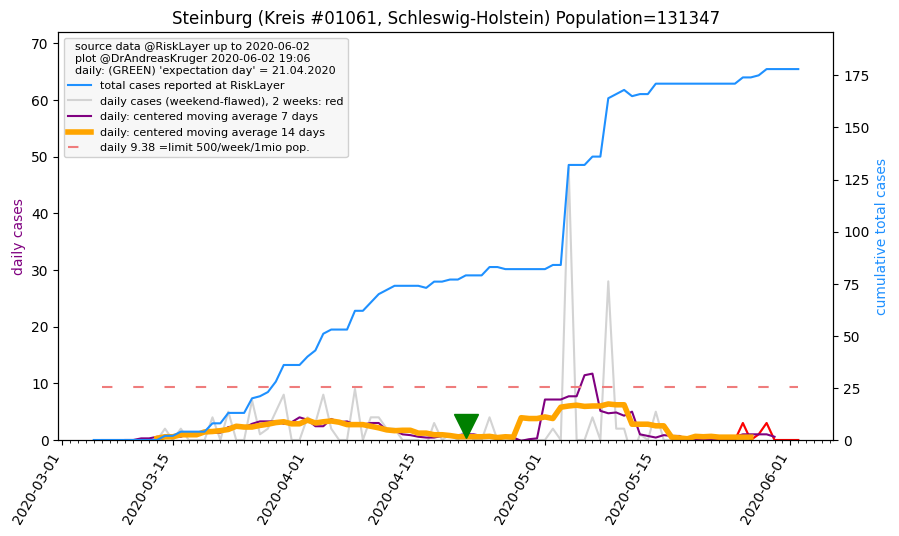 Steinburg (Kreis #01061, Schleswig-Holstein) Population=131347
source data @RiskLayer up to 2020-06-02
plot @DrAndreasKruger 2020-06-02 19:06
daily: (GREEN) 'expectation day' = 21.04.2020
total cases reported at RiskLayer
daily cases (weekend-flawed), 2 weeks: red
daily: centered moving average 7 days
daily: centered moving average 14 days
daily 9.38 =limit 500/week/1mio pop.
daily cases
70
60
50
40
30
20
10
0
cumulative total cases
175
150
125
100
75
50
25
0
2020-03-01
2020-03-15
2020-04-01
2020-04-15
2020-05-01
2020-05-15
2020-06-01